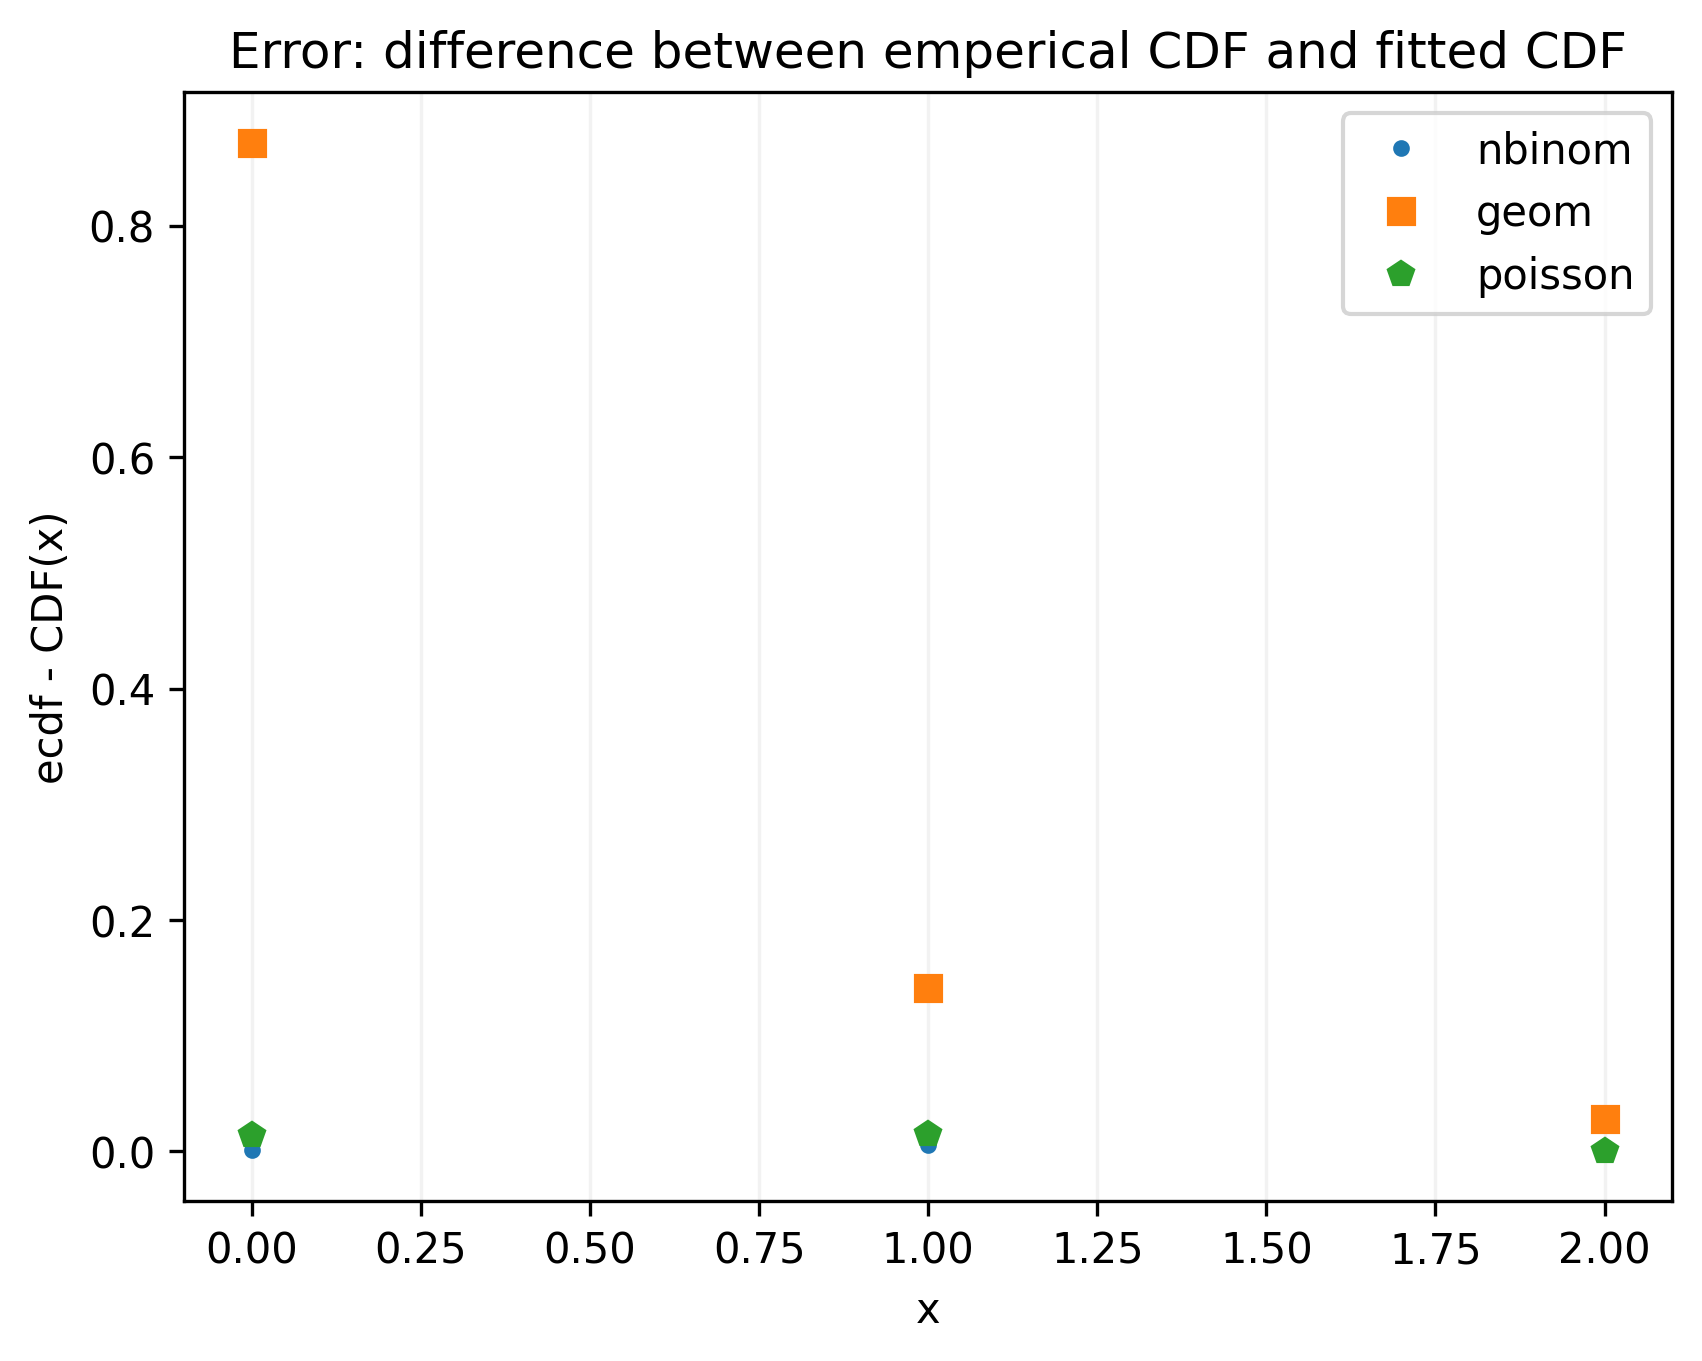 Error: difference between emperical CDF and fitted CDF
nbinom
geom
poisson
0.8
0.6
0.4
0.2
0.0
ecdf - CDF(x)
0.00 0.25 0.50 0.75 1.00 1.25 1.50 1.75 2.00
x